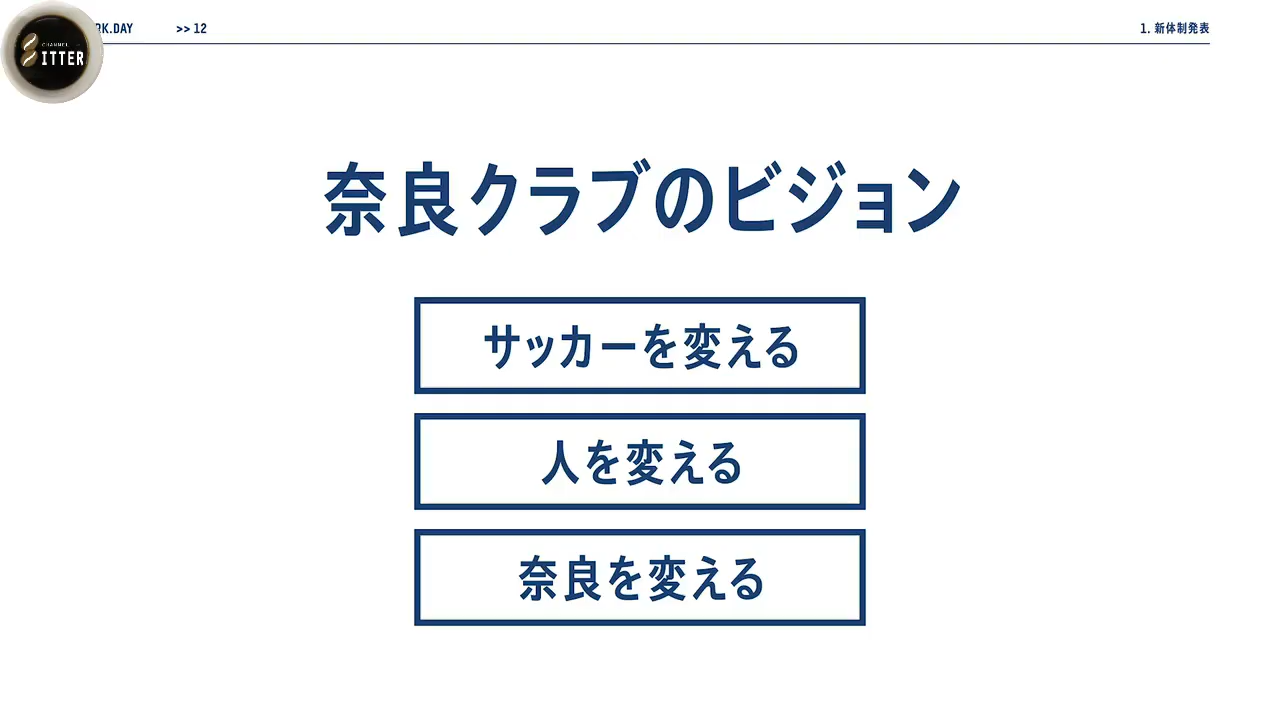 CHANNEL
ITTER
RK.DAY
>> 12
1. 新体制発表
奈良クラブのビジョン
サッカーを変える
人を変える
奈良を変える